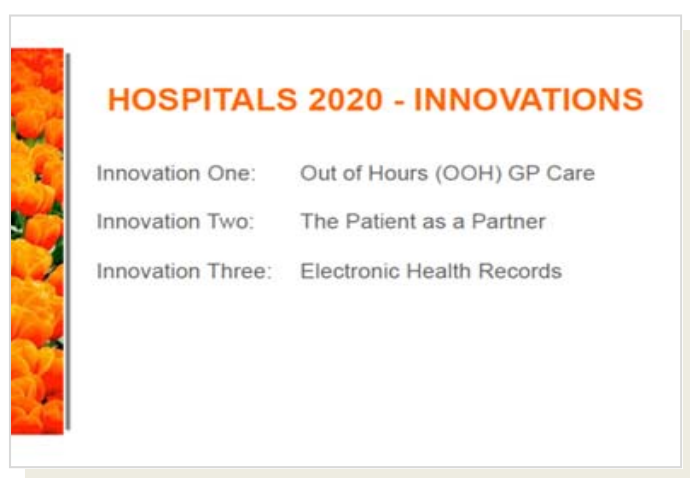 HOSPITALS 2020 - INNOVATIONS
Innovation One: Out of Hours (OOH) GP Care
Innovation Two: The Patient as a Partner
Innovation Three: Electronic Health Records